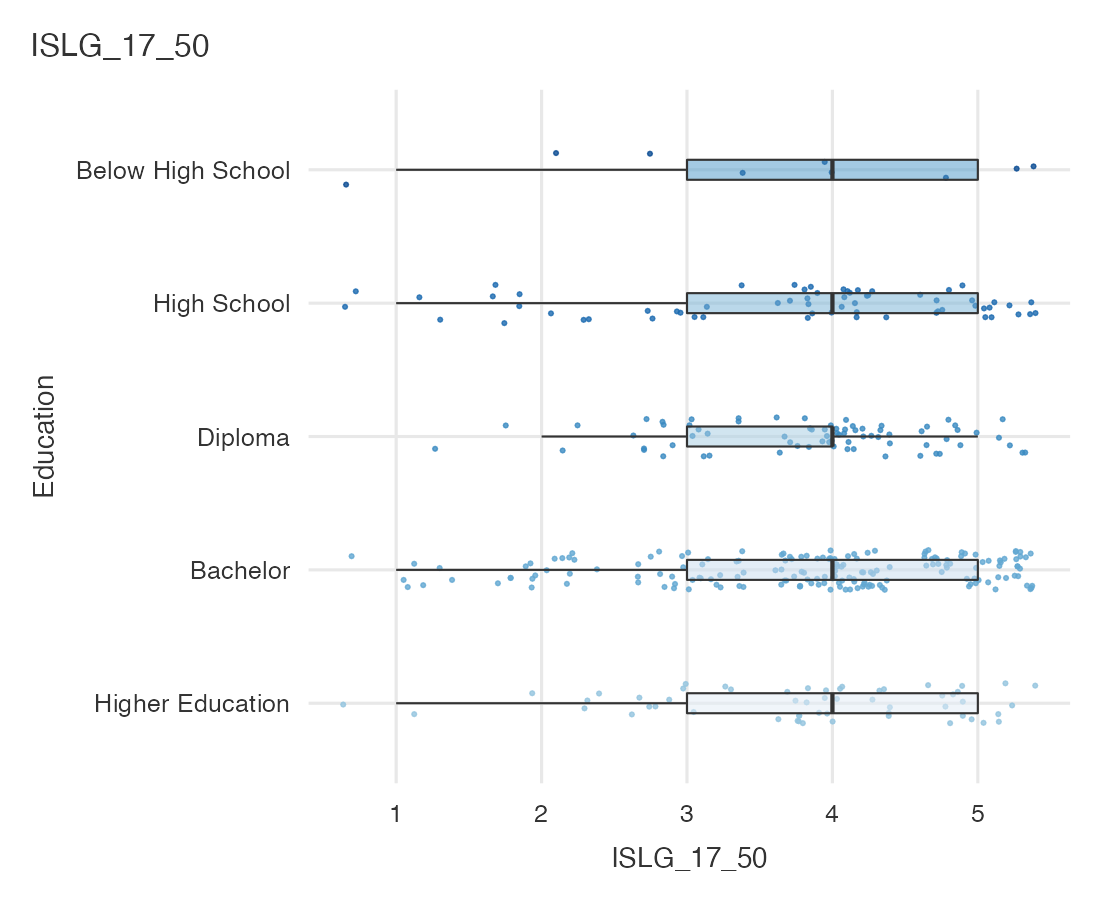 ISLG_17_50
Below High School
High School
Diploma
Bachelor
Higher Education
Education
1 2 3 4 5
ISLG_17_50